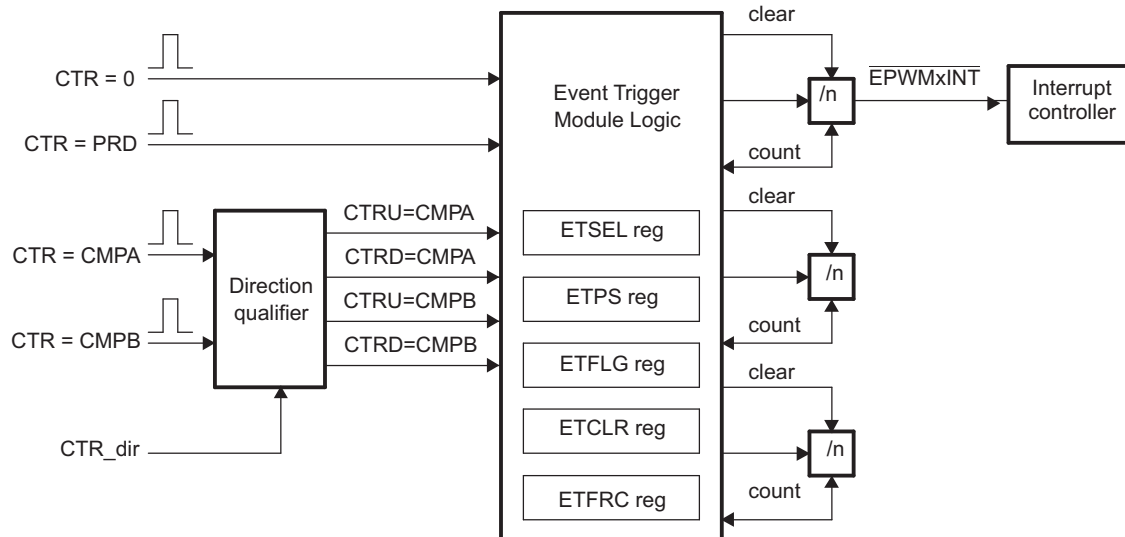 clear
CTR = 0
CTR = PRD
Event Trigger
Module Logic
/n
EPWMxINT
Interrupt
controller
count
clear
CTR = CMPA
CTR = CMPB
Direction
qualifier
CTRU=CMPA
CTRD=CMPA
CTRU=CMPB
CTRD=CMPB
CTR_dir
ETSEL reg
ETPS reg
ETFLG reg
ETCLR reg
ETFRC reg
/n
count
clear
/n
count